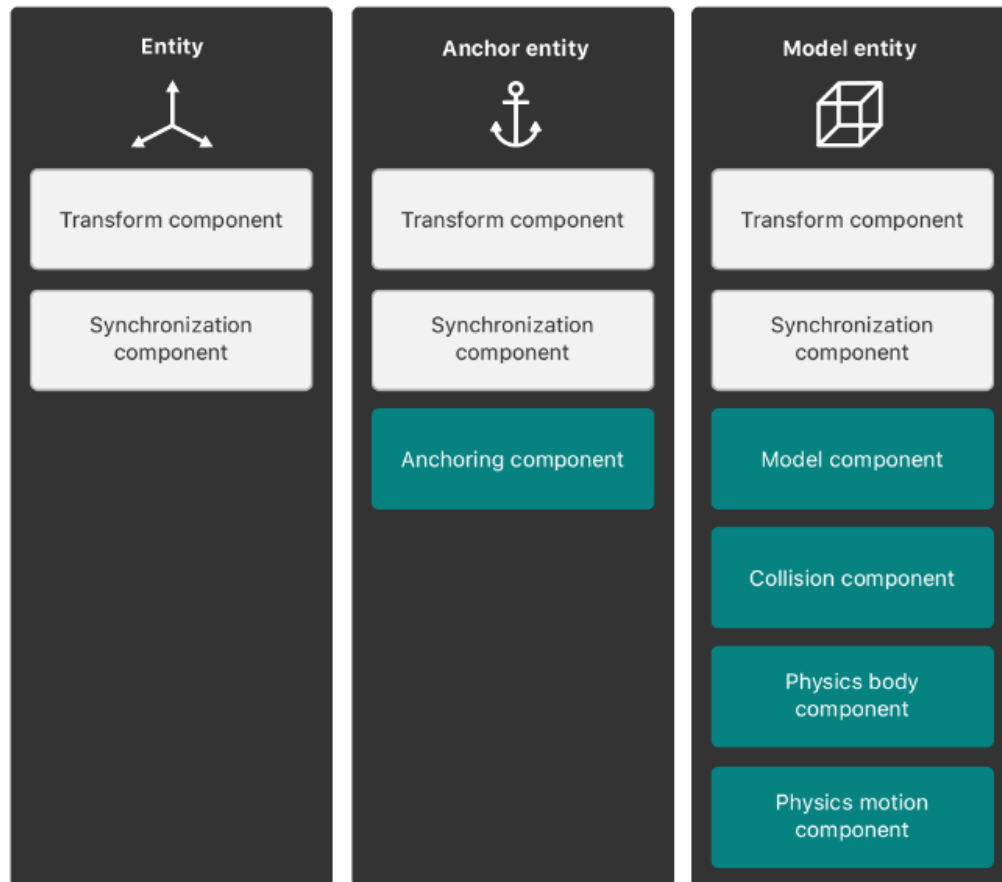 Entity
Transform component
Synchronization
component
Anchor entity
Transform component
Synchronization
component
Anchoring component
Model entity
Transform component
Synchronization
component
Model component
Collision component
Physics body
component
Physics motion
component